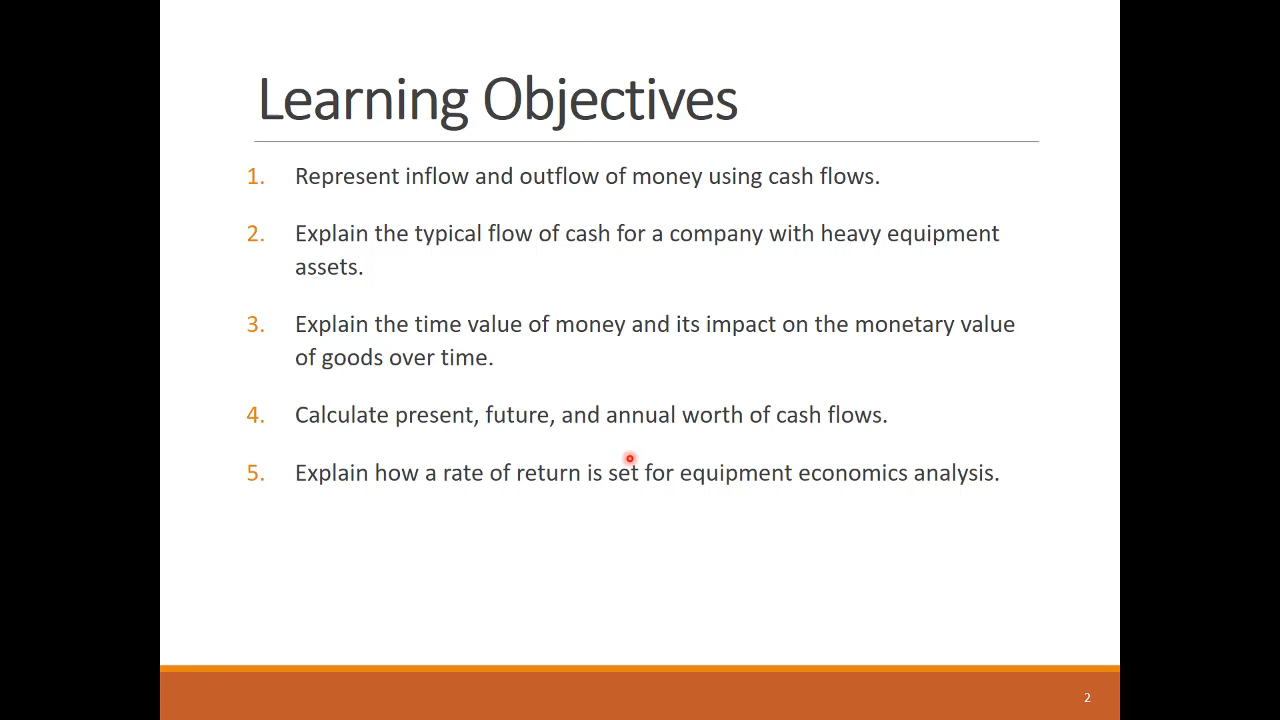 Learning Objectives
1. Represent inflow and outflow of money using cash flows.
2. Explain the typical flow of cash for a company with heavy equipment
assets.
3. Explain the time value of money and its impact on the monetary value
of goods over time.
4. Calculate present, future, and annual worth of cash flows.
5. Explain how a rate of return is set for equipment economics analysis.
2